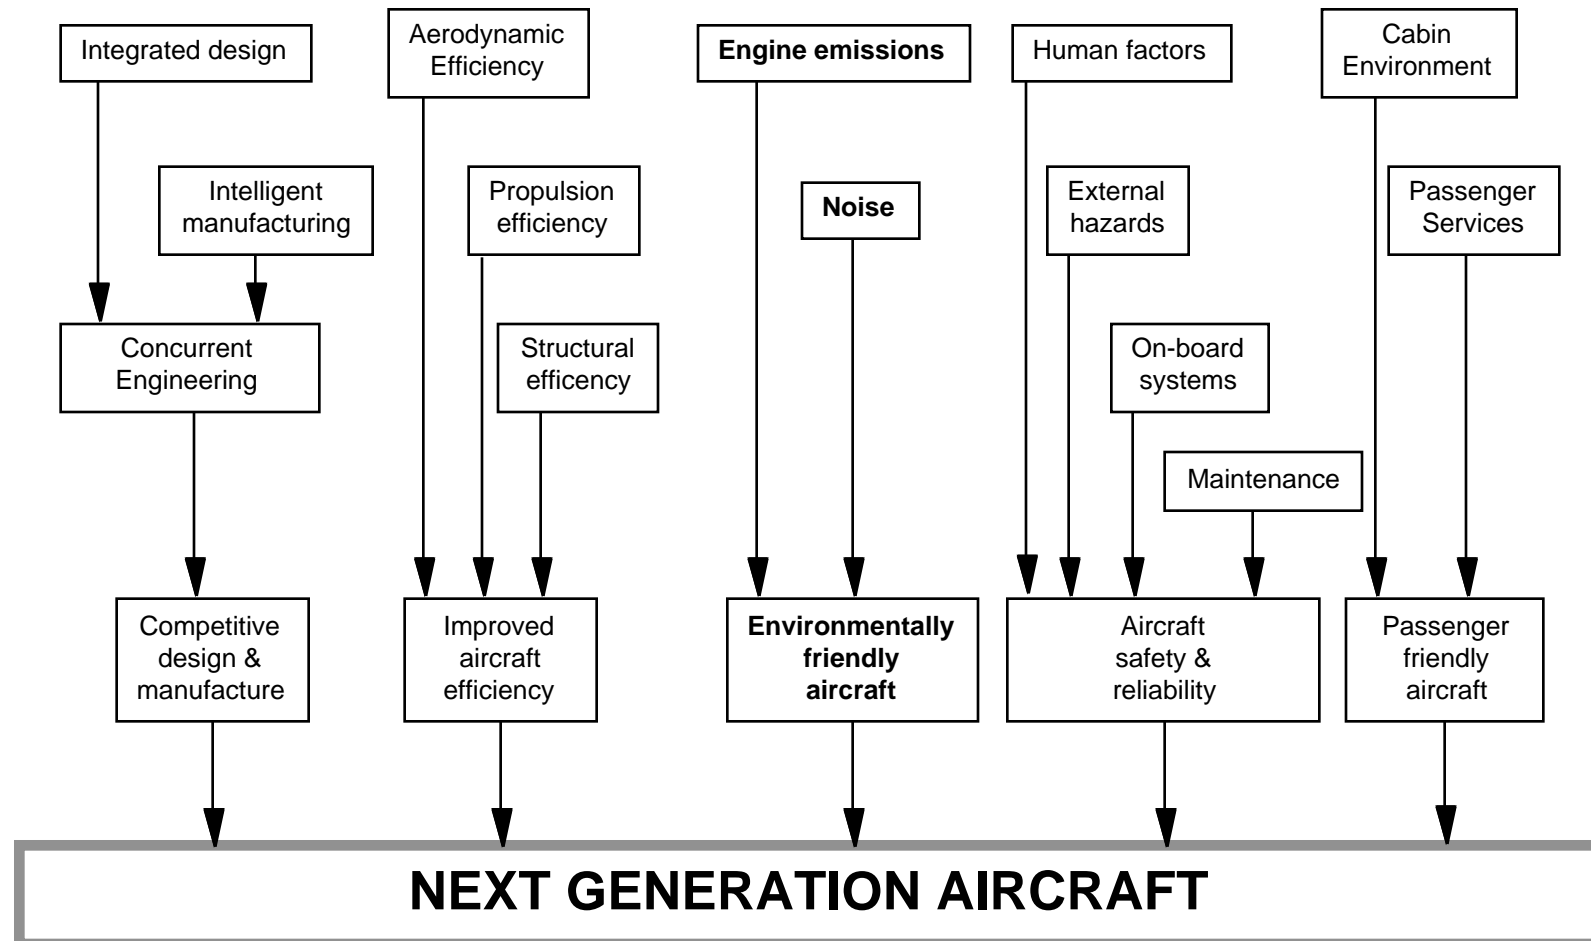 Integrated design
Aerodynamic
Efficiency
Engine emissions
Human factors
Cabin
Environment
Intelligent
manufacturing
Propulsion
efficiency
Noise
External
hazards
Passenger
Services
Concurrent
Engineering
Structural
efficency
On-board
systems
Maintenance
Competitive
design &
manufacture
Improved
aircraft
efficiency
Environmentally
friendly
aircraft
Aircraft
safety &
reliability
Passenger
friendly
aircraft
NEXT GENERATION AIRCRAFT